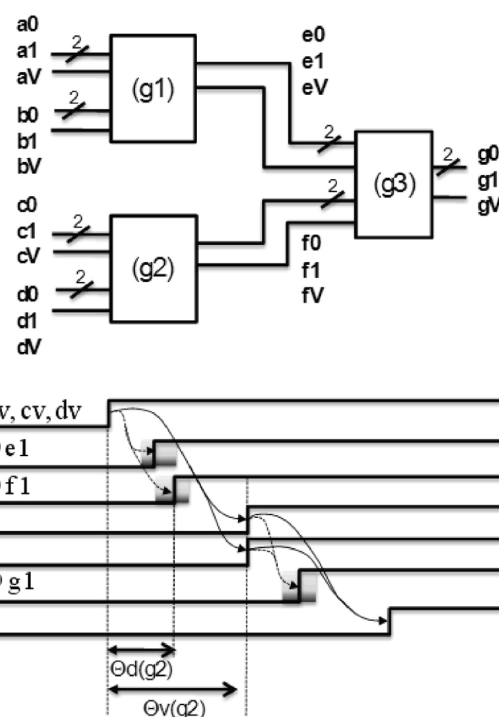 a0
a1
aV
b0
b1
bV
c0
c1
cV
d0
d1
dV
2
2
2
2
(g1)
(g2)
e0
e1
eV
2
2
f0
f1
fV
(g3)
2
g0
g1
gV
v, cv, dv
e1
f1
g1
Θd(g2)
Θv(g2)